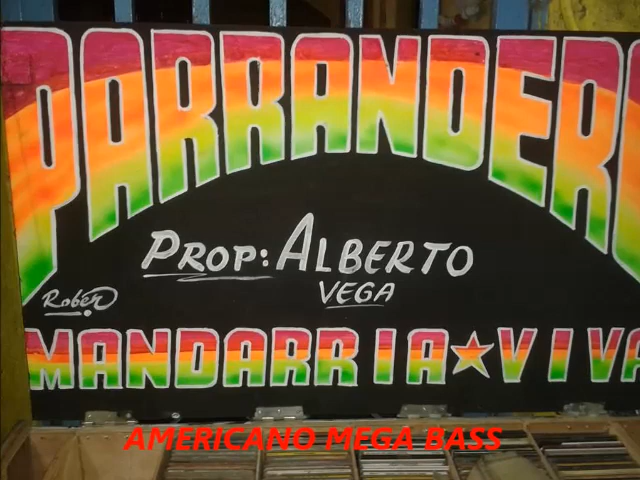 PARRANDERO
PROP: ALBERTO
VEGA
Rober
MANDARRIA★VIVA
AMERICANO MEGA BASS